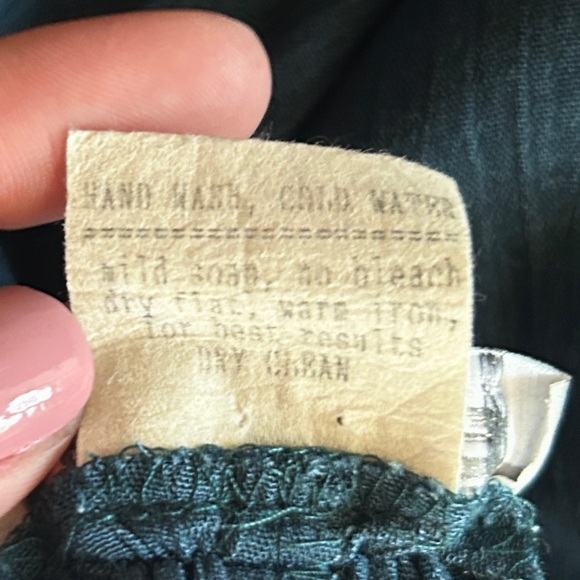 HAND WASH, COLD WATER
======================
mild soap, no bleach
dry flat, warm iron,
for best results
DRY CLEAN